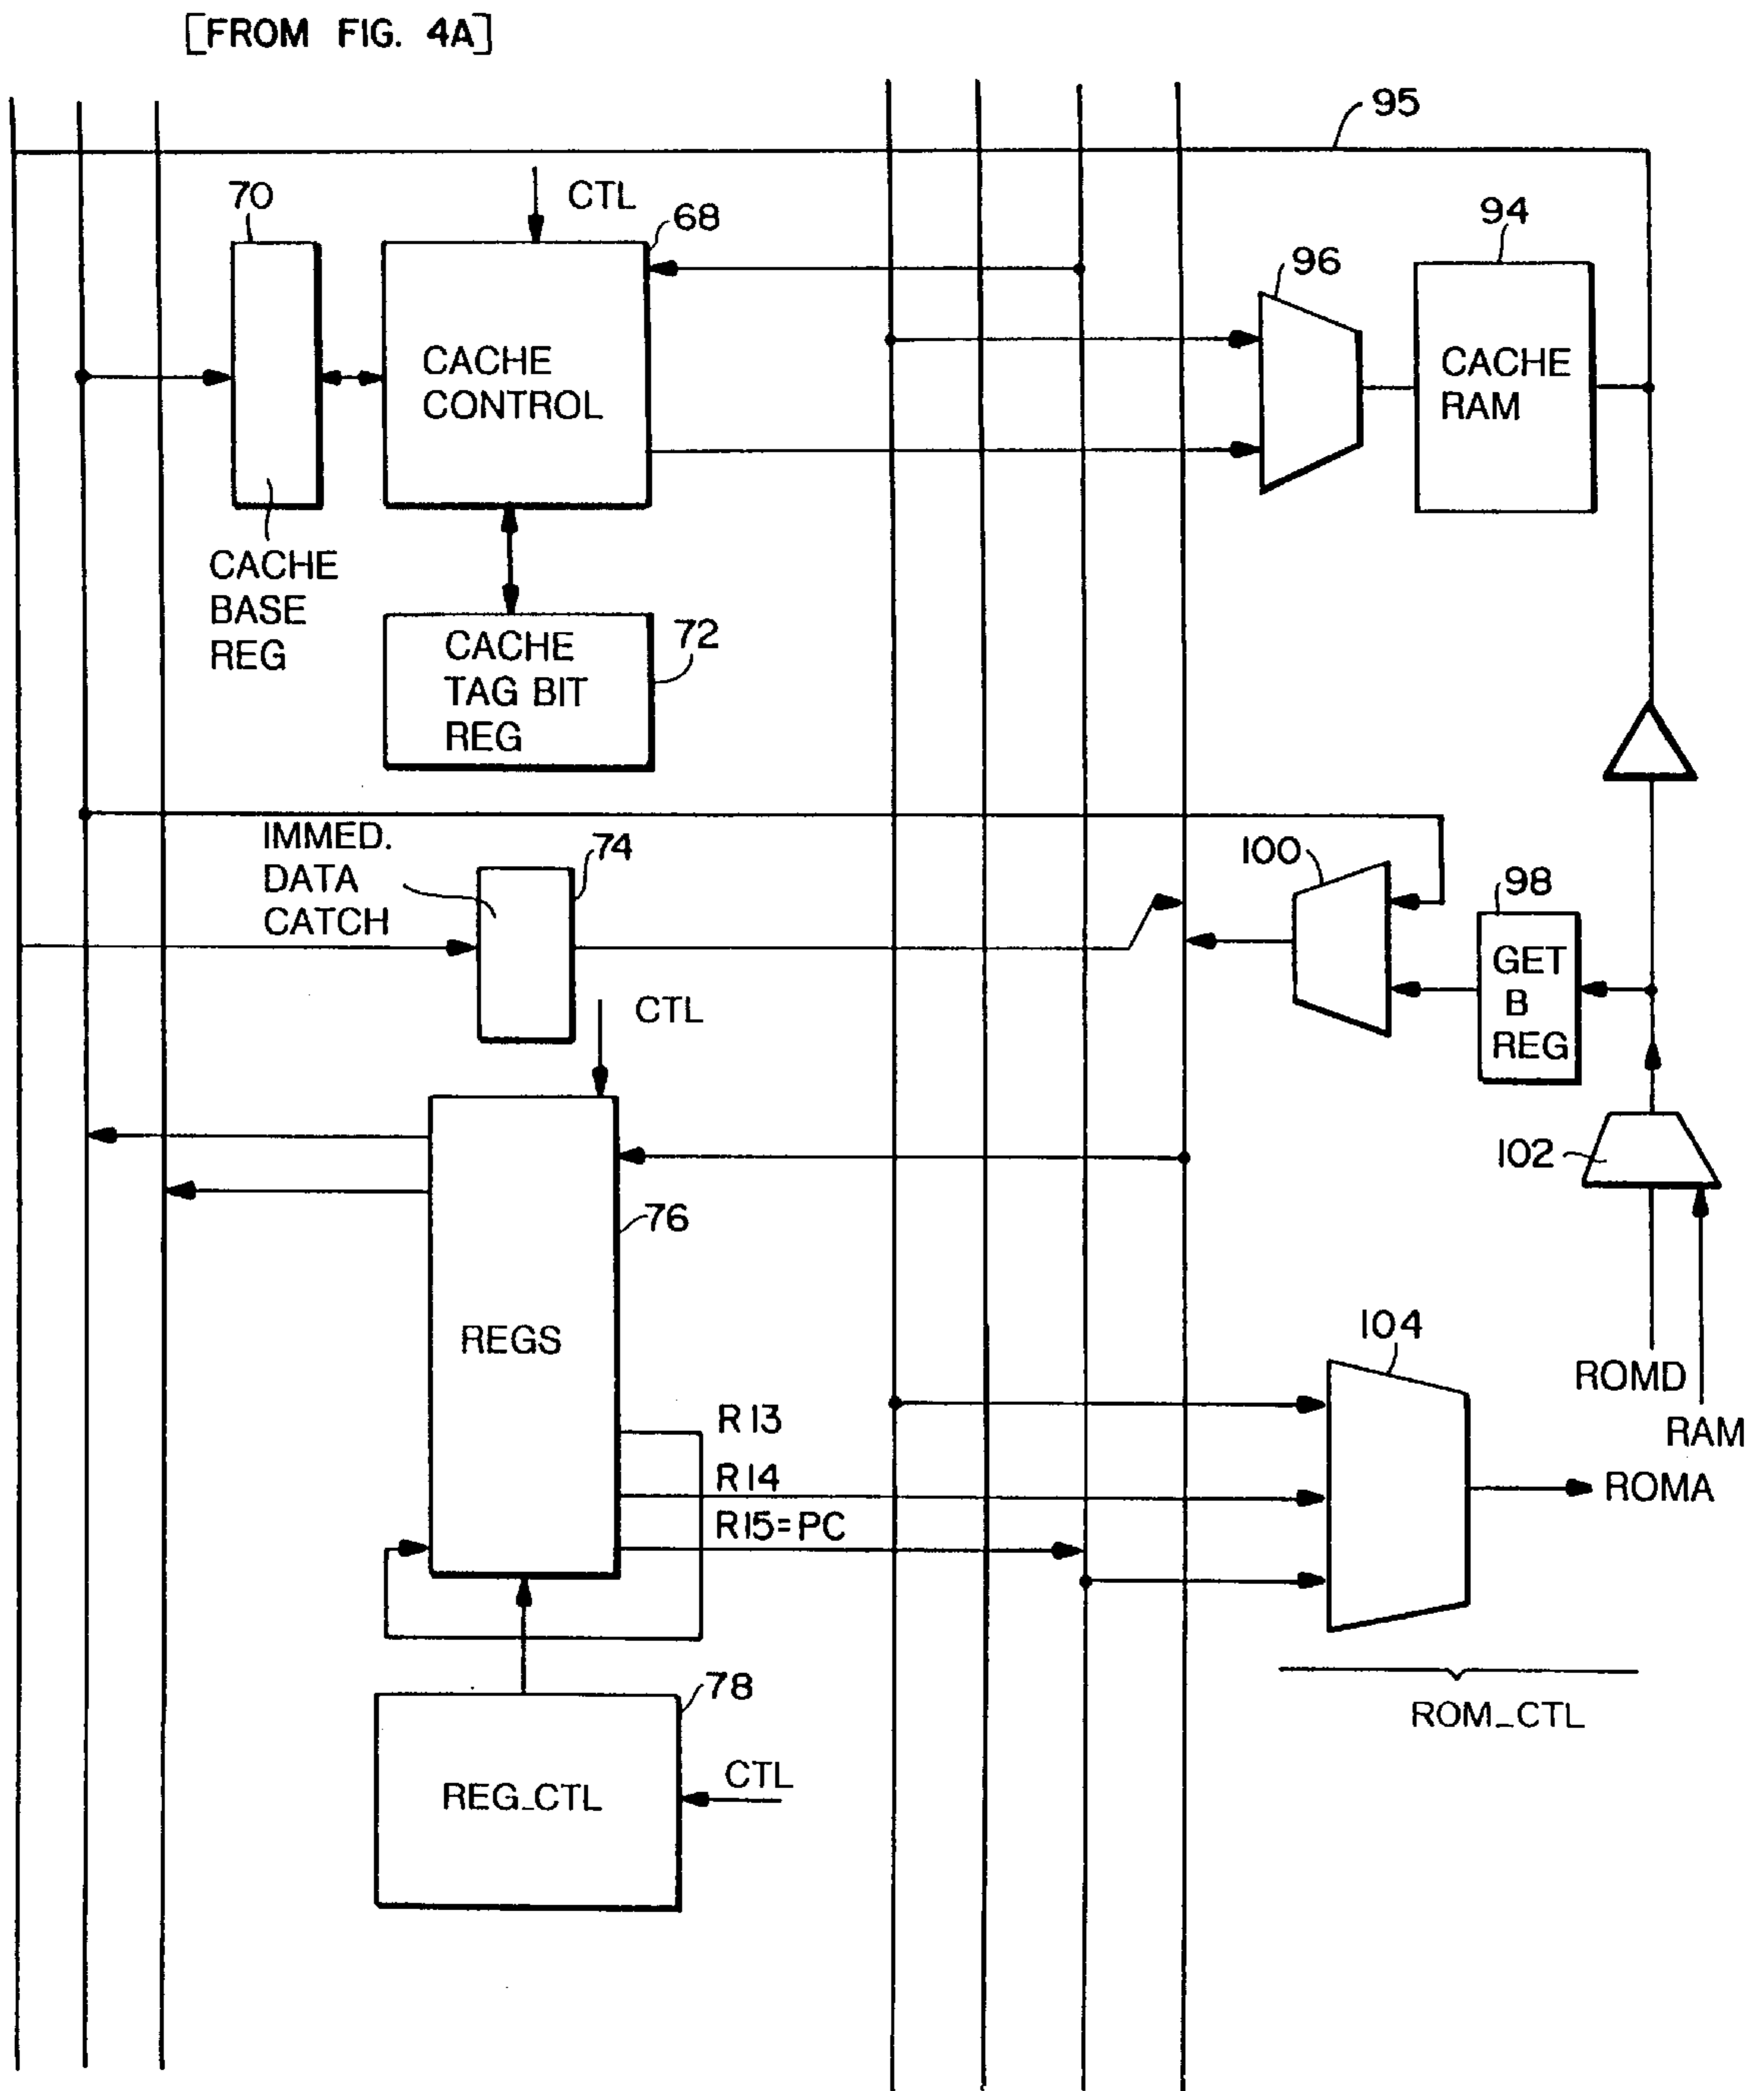 [FROM FIG. 4A]
95
70
CTL
68
94
96
CACHE
CONTROL
CACHE
RAM
CACHE
BASE
REG
CACHE
TAG BIT
REG
72
IMMED.
DATA
CATCH
74
100
98
GET
B
REG
CTL
102
76
REGS
104
ROMD
RAM
R13
R14
ROMA
R15=PC
78
ROM_CTL
REG_CTL
CTL